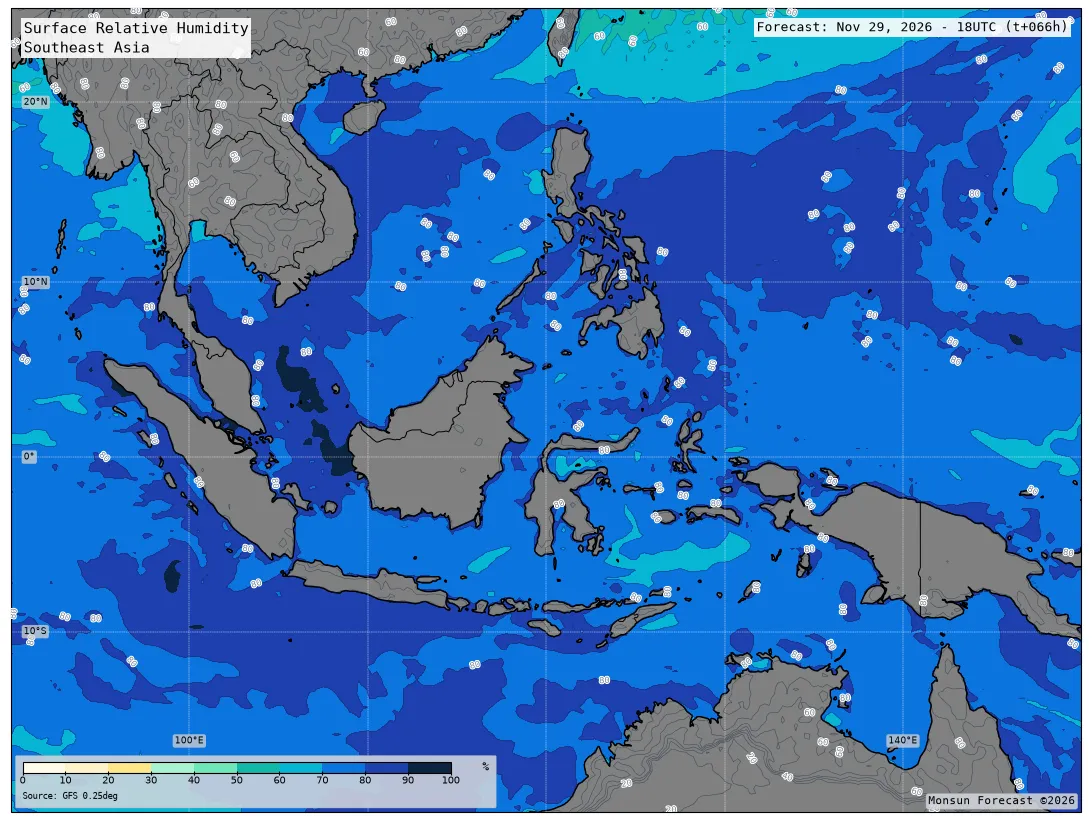 Surface Relative Humidity
Southeast Asia
Forecast: Nov 29, 2026 - 18UTC (t+066h)
20°N
10°N
0°
10°S
100°E
140°E
0 10 20 30 40 50 60 70 80 90 100
%
Source: GFS 0.25deg
Monsun Forecast ©2026